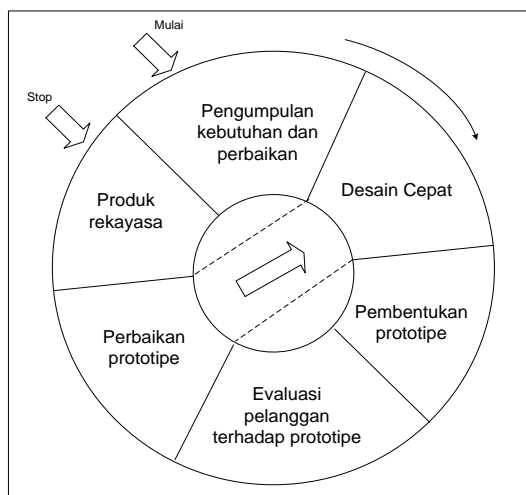 Mulai
Stop
Pengumpulan
kebutuhan dan
perbaikan
Desain Cepat
Pembentukan
prototipe
Evaluasi
pelanggan
terhadap prototipe
Perbaikan
prototipe
Produk
rekayasa